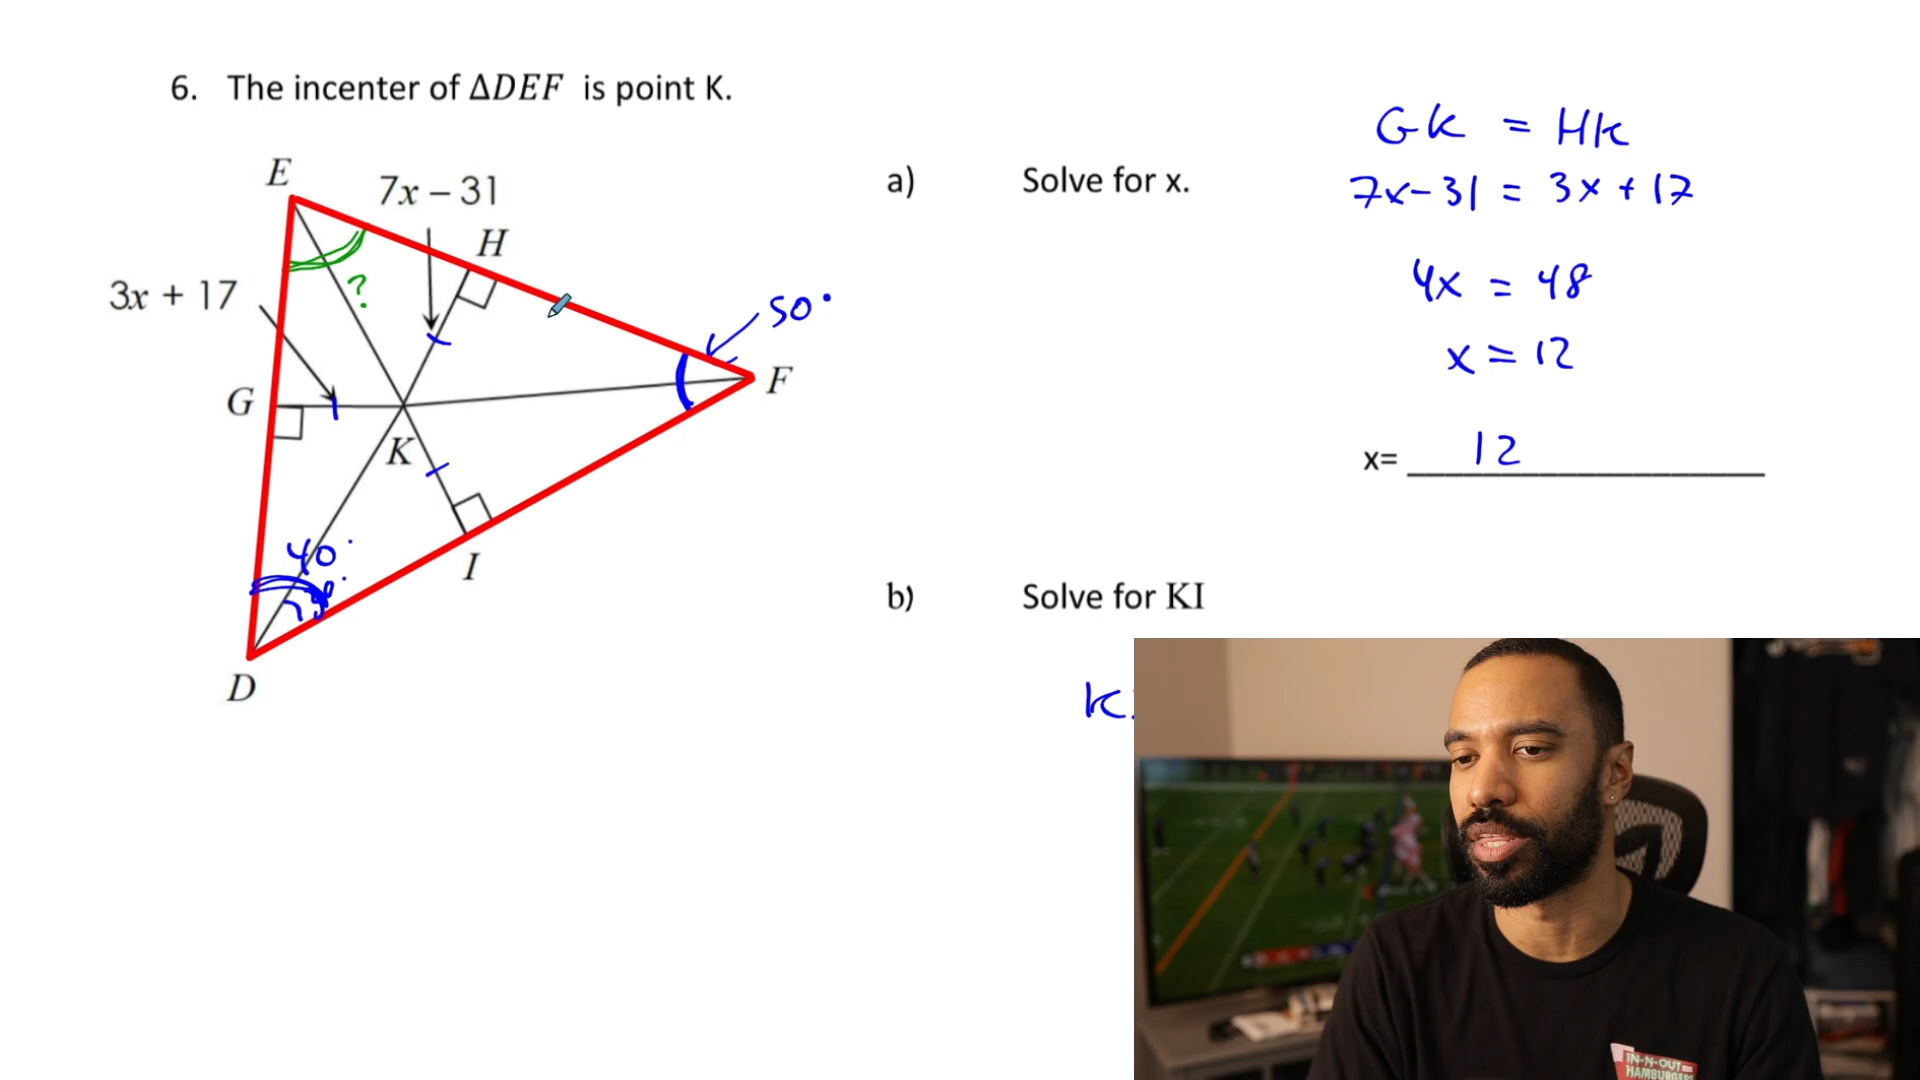 6. The incenter of ΔDEF is point K.
E
7x – 31
H
3x + 17
?
50°
F
G
K
40°
I
D
a) Solve for x.
GK = HK
7x-31 = 3x + 17
4x = 48
x = 12
x= 12
b) Solve for KI
IN-N-OUT
HAMBURGERS